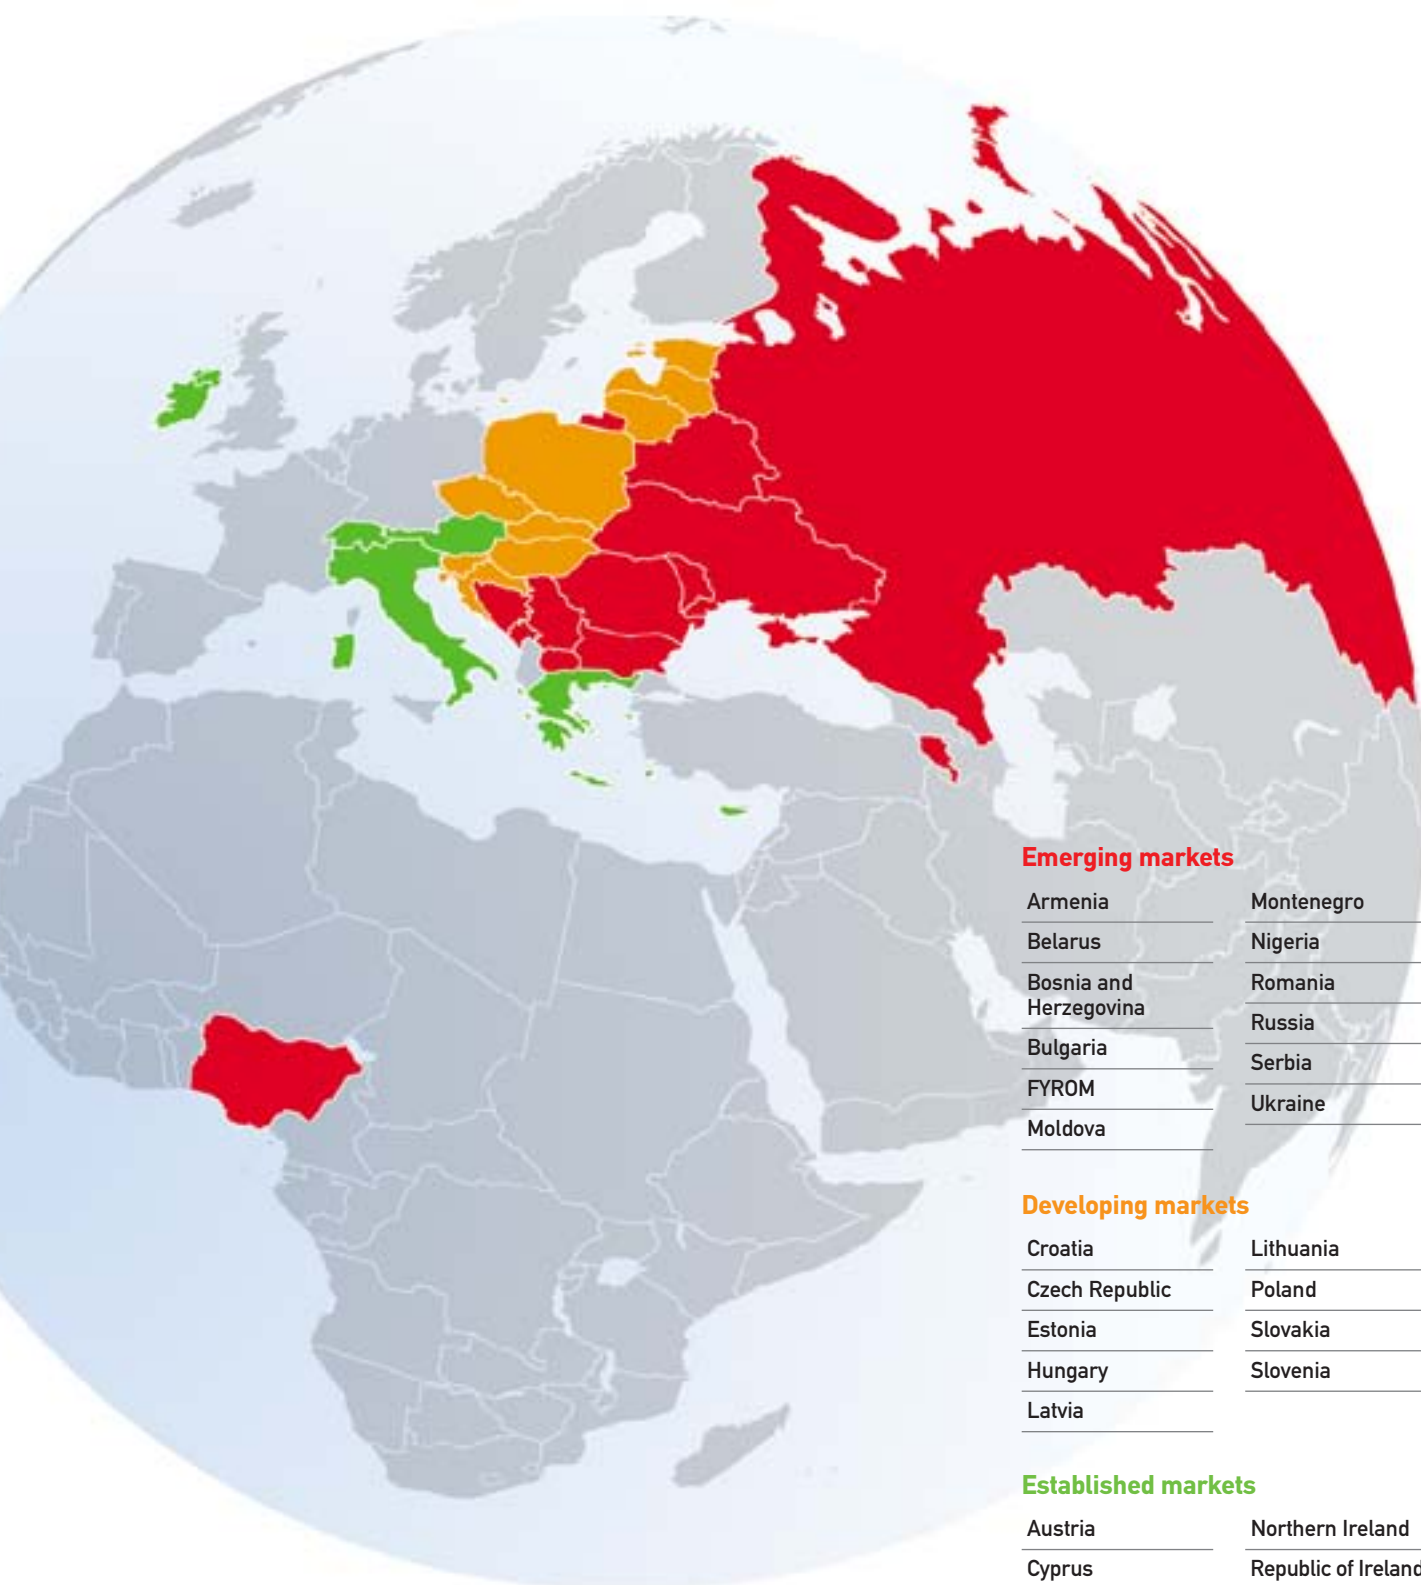 Emerging markets
Armenia
Belarus
Bosnia and
Herzegovina
Bulgaria
FYROM
Moldova
Montenegro
Nigeria
Romania
Russia
Serbia
Ukraine
Developing markets
Croatia
Czech Republic
Estonia
Hungary
Latvia
Lithuania
Poland
Slovakia
Slovenia
Established markets
Austria
Cyprus
Northern Ireland
Republic of Ireland